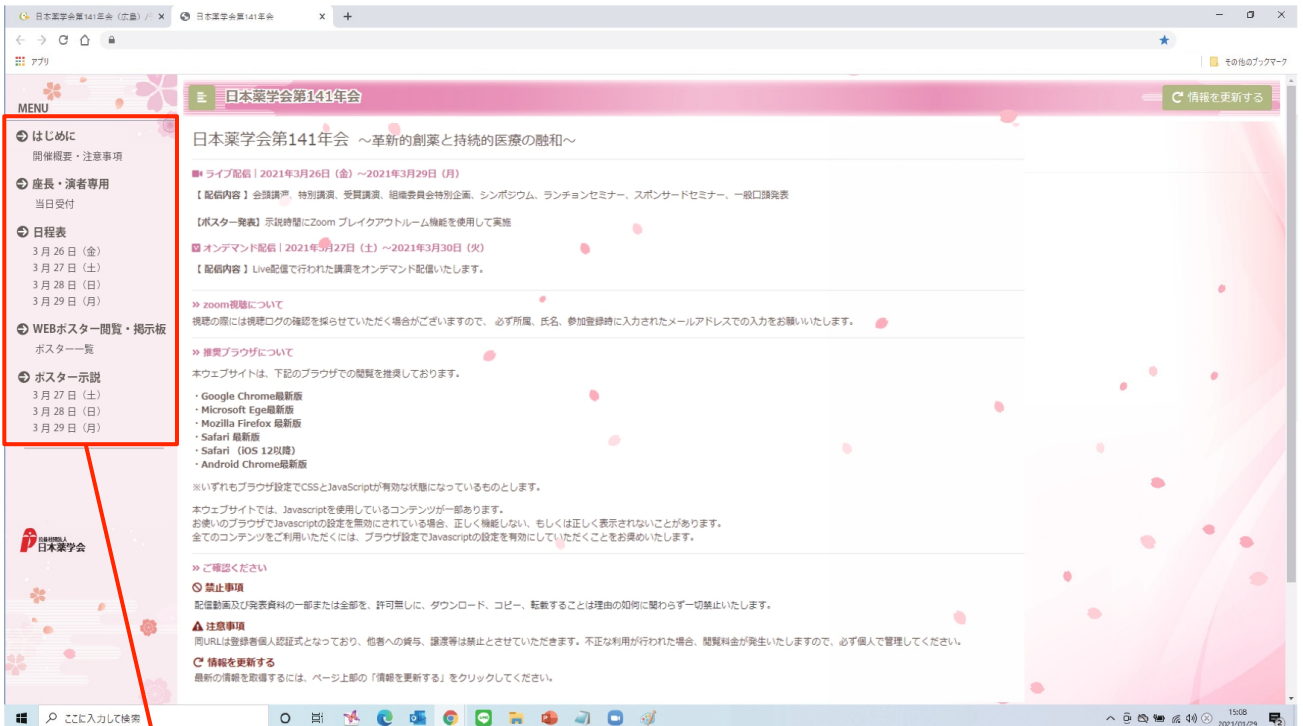 日本薬学会第141年会（広島）
日本薬学会第141年会
アプリ
その他のブックマーク
MENU
はじめに
開催概要・注意事項
座長・演者専用
当日受付
日程表
3月26日（金）
3月27日（土）
3月28日（日）
3月29日（月）
WEBポスター閲覧・掲示板
ポスター一覧
ポスター示説
3月27日（土）
3月28日（日）
3月29日（月）
日本薬学会
日本薬学会第141年会
情報を更新する
日本薬学会第141年会 ～革新的創薬と持続的医療の融和～
ライブ配信 | 2021年3月26日（金）～2021年3月29日（月）
【 配信内容 】会頭講演、特別講演、受賞講演、組織委員会特別企画、シンポジウム、ランチョンセミナー、スポンサードセミナー、一般口頭発表
【ポスター発表】示説時間にZoom ブレイクアウトルーム機能を使用して実施
オンデマンド配信 | 2021年3月27日（土）～2021年3月30日（火）
【 配信内容 】Live配信で行われた講演をオンデマンド配信いたします。
» zoom視聴について
視聴の際には視聴ログの確認を採らせていただく場合がございますので、 必ず所属、氏名、参加登録時に入力されたメールアドレスでの入力をお願いいたします。
» 推奨ブラウザについて
本ウェブサイトは、下記のブラウザでの閲覧を推奨しております。
・Google Chrome最新版
・Microsoft Ege最新版
・Mozilla Firefox 最新版
・Safari 最新版
・Safari （iOS 12以降）
・Android Chrome最新版
※いずれもブラウザ設定でCSSとJavaScriptが有効な状態になっているものとします。
本ウェブサイトでは、Javascriptを使用しているコンテンツが一部あります。
お使いのブラウザでJavascriptの設定を無効にされている場合、正しく機能しない、もしくは正しく表示されないことがあります。
全てのコンテンツをご利用いただくには、ブラウザ設定でJavascriptの設定を有効にしていただくことをお奨めいたします。
» ご確認ください
禁止事項
配信動画及び発表資料の一部または全部を、許可無しに、ダウンロード、コピー、転載することは理由の如何に関わらず一切禁止いたします。
注意事項
同URLは登録者個人認証式となっており、他者への貸与、譲渡等は禁止とさせていただきます。不正な利用が行われた場合、閲覧料金が発生いたしますので、必ず個人で管理してください。
情報を更新する
最新の情報を取得するには、ページ上部の「情報を更新する」をクリックしてください。
ここに入力して検索
15:08
2021/01/29